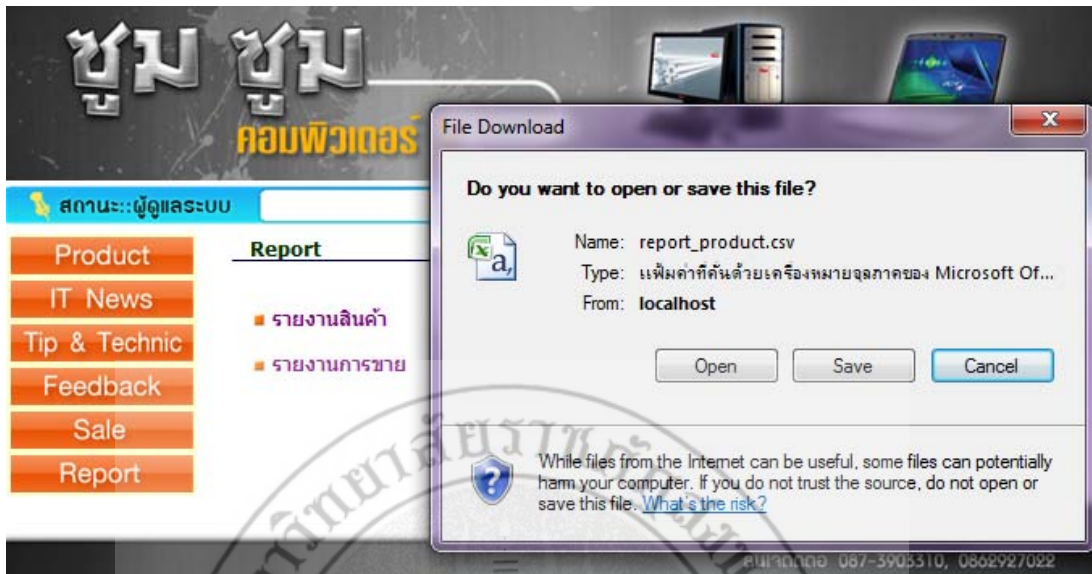 ซูม ซูม
คอมพิวเตอร์
สถานะ::ผู้ดูแลระบบ
Product
IT News
Tip & Technic
Feedback
Sale
Report
Report
รายงานสินค้า
รายงานการขาย
File Download
Do you want to open or save this file?
Name: report_product.csv
Type: แฟ้มค่าที่คั่นด้วยเครื่องหมายจุลภาคของ Microsoft Of...
From: localhost
Open Save Cancel
While files from the Internet can be useful, some files can potentially
harm your computer. If you do not trust the source, do not open or
save this file. What's the risk?
087-3903310, 0862927022